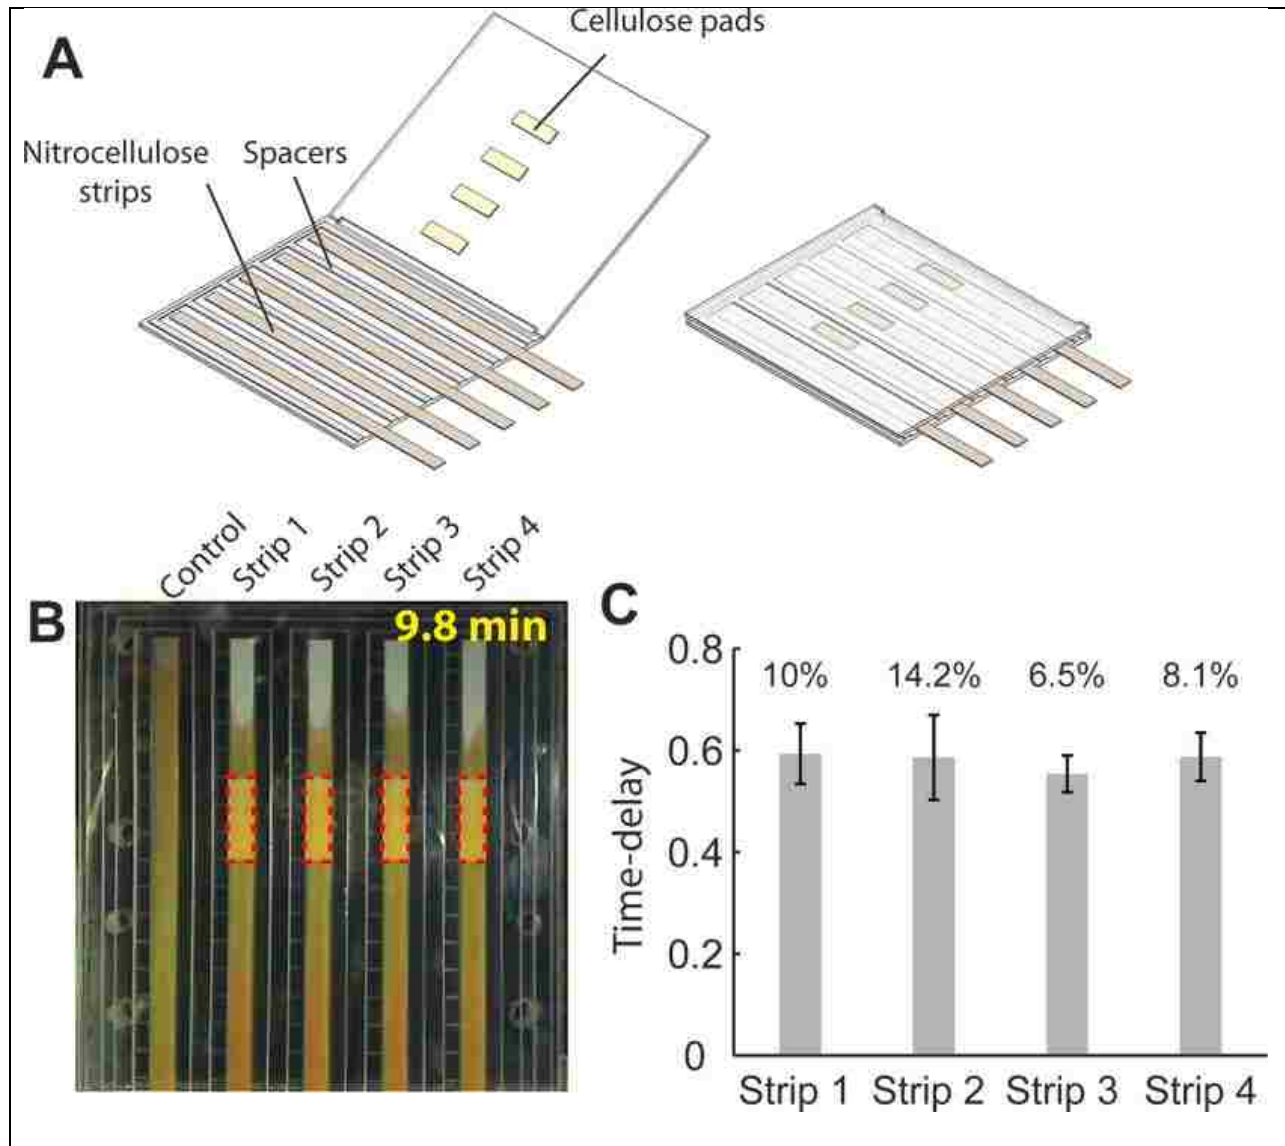 A
Cellulose pads
Nitrocellulose
strips
Spacers
B
Control
Strip 1
Strip 2
Strip 3
Strip 4
9.8 min
C
Time-delay
0.8
0.6
0.4
0.2
0
10%
14.2%
6.5%
8.1%
Strip 1
Strip 2
Strip 3
Strip 4